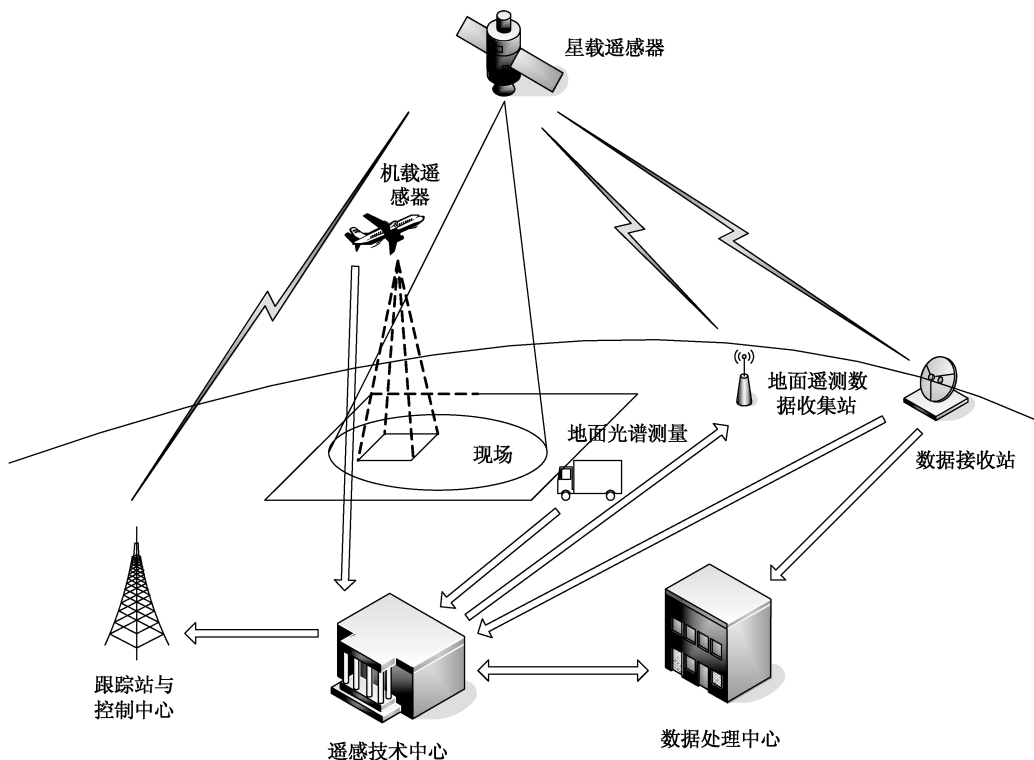 星载遥感器
机载遥
感器
地面遥测数
据收集站
地面光谱测量
现场
数据接收站
跟踪站与
控制中心
遥感技术中心
数据处理中心